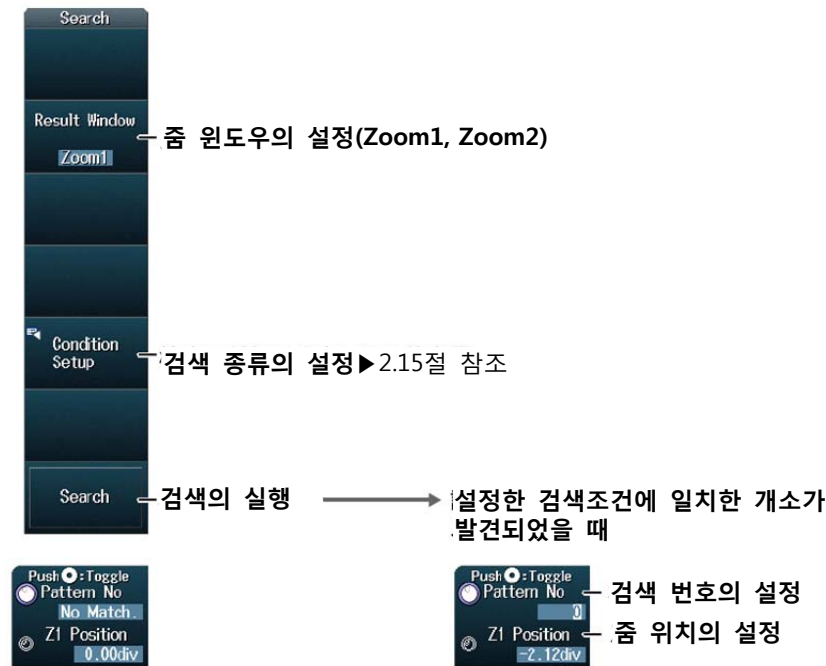 Search
Result Window
Zoom1
줌 윈도우의 설정(Zoom1, Zoom2)
Condition
Setup
검색 종류의 설정▶2.15절 참조
Search
검색의 실행
설정한 검색조건에 일치한 개소가
발견되었을 때
Push :Toggle
Pattern No
No Match.
Z1 Position
0.00div
Push :Toggle
Pattern No
0
검색 번호의 설정
Z1 Position
-2.12div
줌 위치의 설정